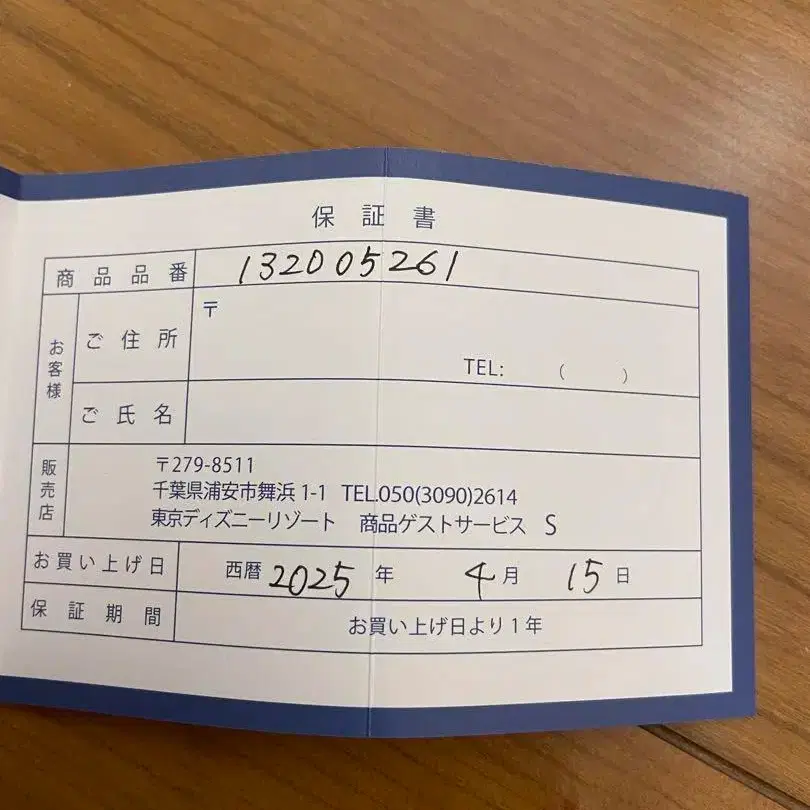 保証書
商品品番 132005261
お客様
ご住所 〒
TEL: ( )
ご氏名
販売店
〒279-8511
千葉県浦安市舞浜 1-1 TEL.050(3090)2614
東京ディズニーリゾート 商品ゲストサービス S
お買い上げ日 西暦 2025 年 4 月 15 日
保証期間 お買い上げ日より1年